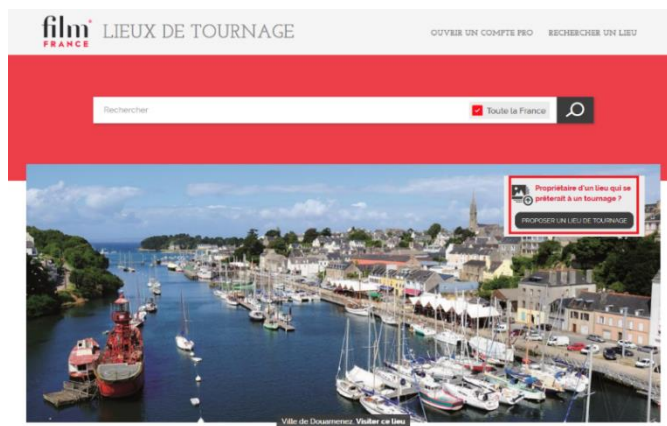 film
FRANCE
LIEUX DE TOURNAGE
OUVRIR UN COMPTE PRO
RECHERCHER UN LIEU
Rechercher
Toute la France
Propriétaire d'un lieu qui se
prêterait à un tournage ?
PROPOSER UN LIEU DE TOURNAGE
Ville de Douarnenez. Visiter ce lieu